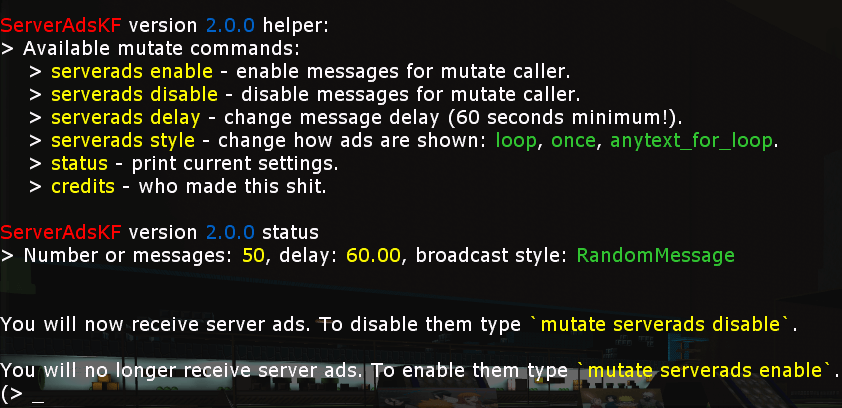 ServerAdsKF version 2.0.0 helper:
> Available mutate commands:
> serverads enable - enable messages for mutate caller.
> serverads disable - disable messages for mutate caller.
> serverads delay - change message delay (60 seconds minimum!).
> serverads style - change how ads are shown: loop, once, anytext_for_loop.
> status - print current settings.
> credits - who made this shit.
ServerAdsKF version 2.0.0 status
> Number or messages: 50, delay: 60.00, broadcast style: RandomMessage
You will now receive server ads. To disable them type `mutate serverads disable`.
You will no longer receive server ads. To enable them type `mutate serverads enable`.
(> _